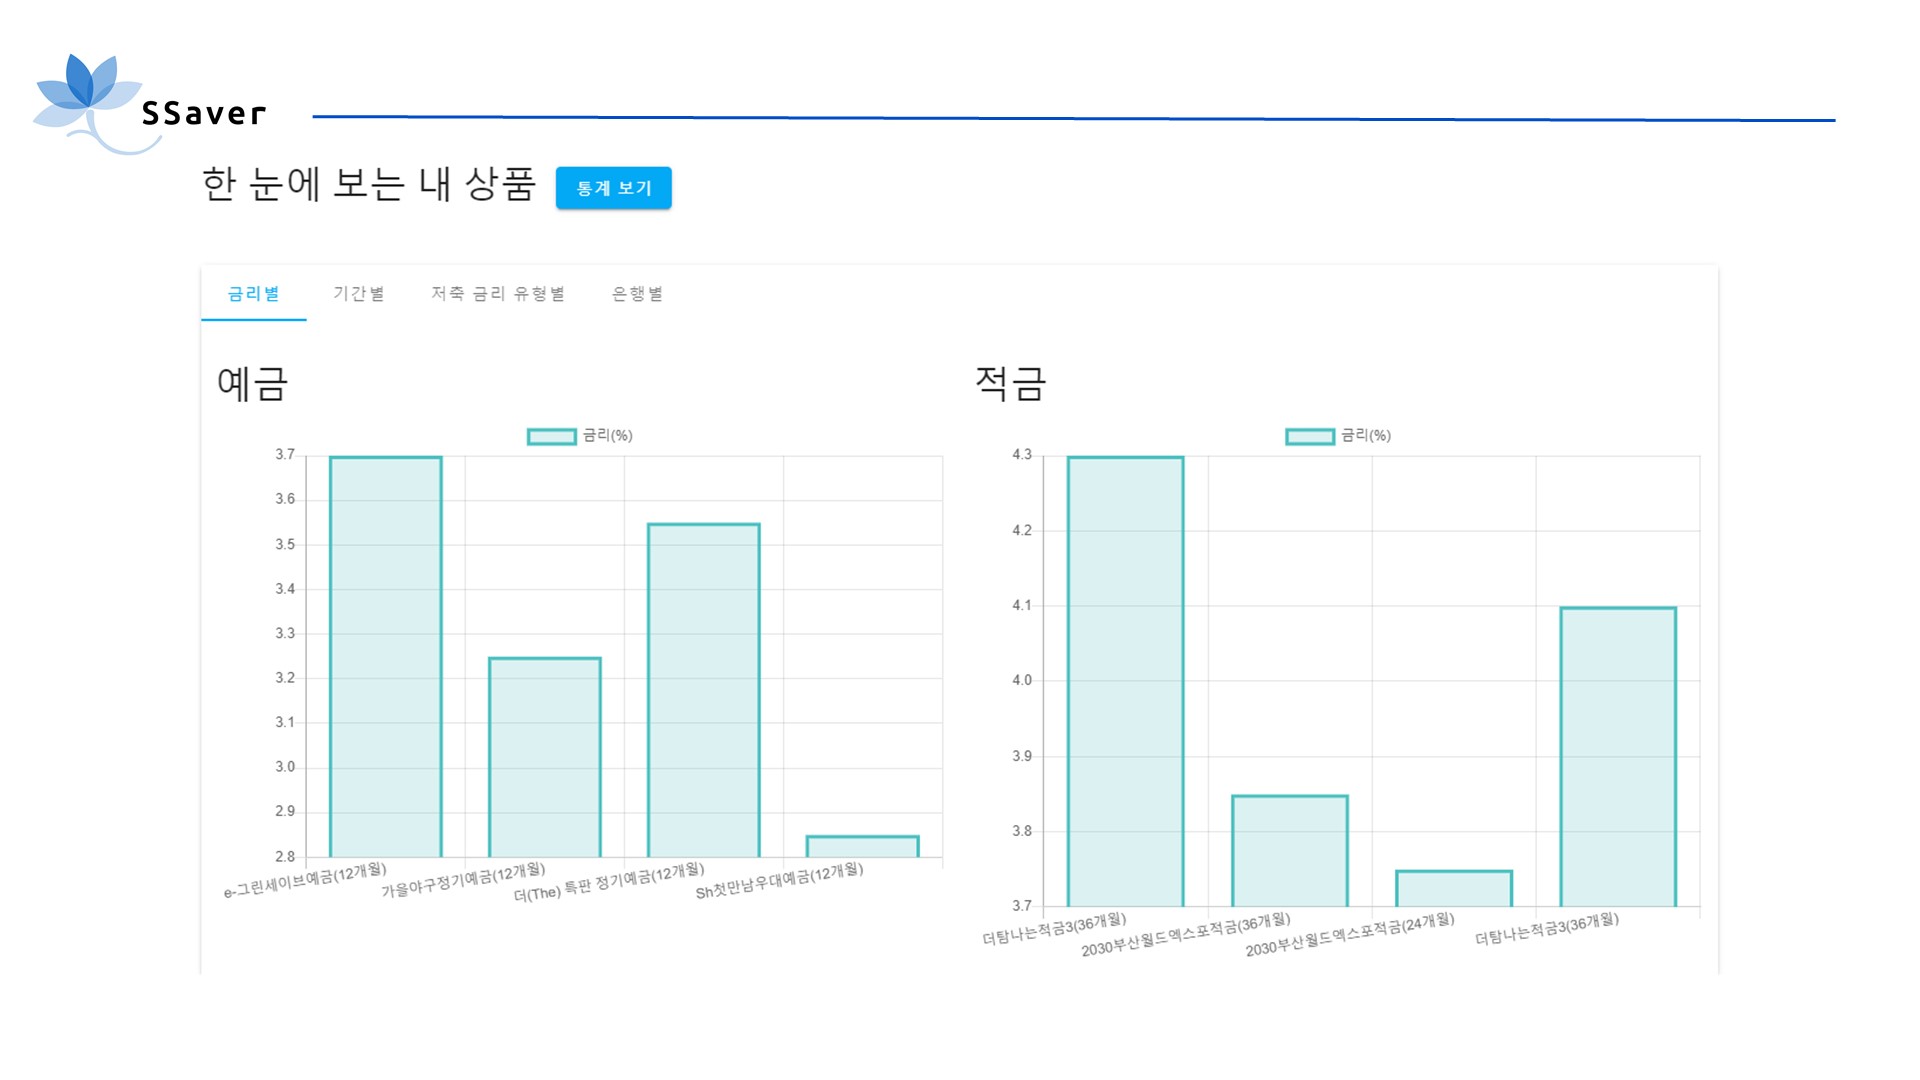 SSaver
한 눈에 보는 내 상품
통계 보기
금리별 기간별 저축 금리 유형별 은행별
예금
금리(%)
3.7
3.6
3.5
3.4
3.3
3.2
3.1
3.0
2.9
2.8
e-그린세이브예금(12개월)
가을야구정기예금(12개월)
더(The) 특판 정기예금(12개월)
Sh첫만남우대예금(12개월)
적금
금리(%)
4.3
4.2
4.1
4.0
3.9
3.8
3.7
더탐나는적금3(36개월)
2030부산월드엑스포적금(36개월)
2030부산월드엑스포적금(24개월)
더탐나는적금3(36개월)